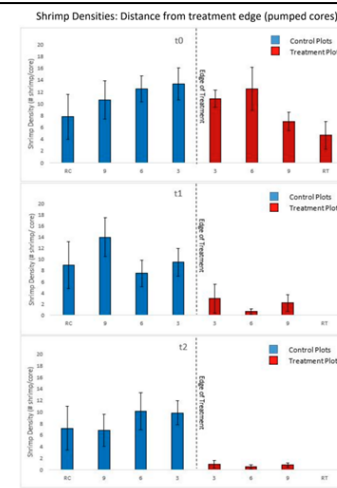 Shrimp Densities: Distance from treatment edge (pumped cores)
t0
Control Plots
Treatment Plot
Shrimp Density (# shrimp/core)
20
18
16
14
12
10
8
6
4
2
0
Edge of Treatment
RC 9 6 3 3 6 9 RT
t1
Control Plots
Treatment Plot
Shrimp Density (# shrimp/ core)
20
18
16
14
12
10
8
6
4
2
0
Edge of Treatment
RC 9 6 3 3 6 9 RT
t2
Control Plots
Treatment Plot
Shrimp Density (# shrimp/core)
20
18
16
14
12
10
8
6
4
2
0
Edge of Treatment
RC 9 6 3 3 6 9 RT